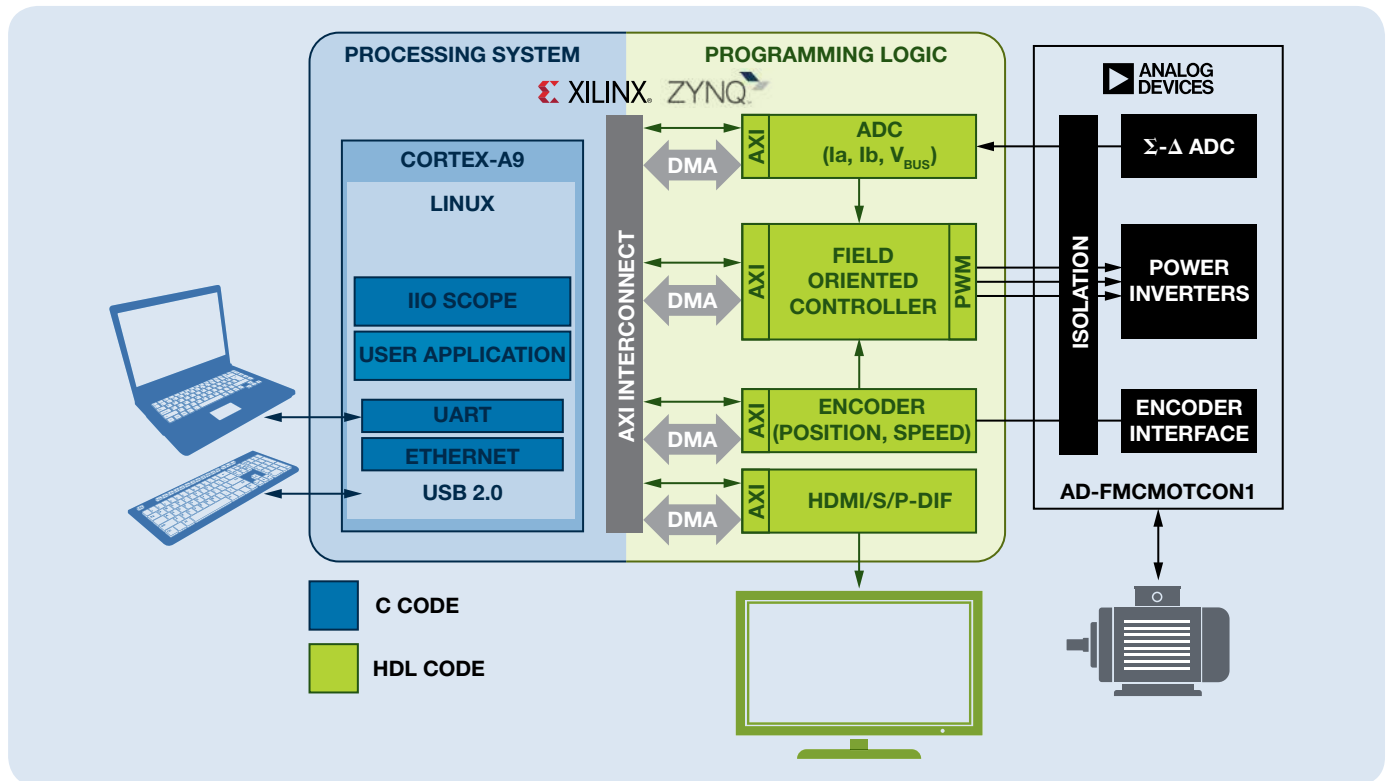 PROCESSING SYSTEM
PROGRAMMING LOGIC
XILINX® ZYNQ™
ANALOG
DEVICES
CORTEX-A9
LINUX
IIO SCOPE
USER APPLICATION
UART
ETHERNET
USB 2.0
AXI INTERCONNECT
DMA
DMA
DMA
DMA
AXI
ADC
(Ia, Ib, VBUS)
AXI
FIELD
ORIENTED
CONTROLLER
PWM
AXI
ENCODER
(POSITION, SPEED)
AXI
HDMI/S/P-DIF
ISOLATION
Σ-Δ ADC
POWER
INVERTERS
ENCODER
INTERFACE
AD-FMCMOTCON1
C CODE
HDL CODE